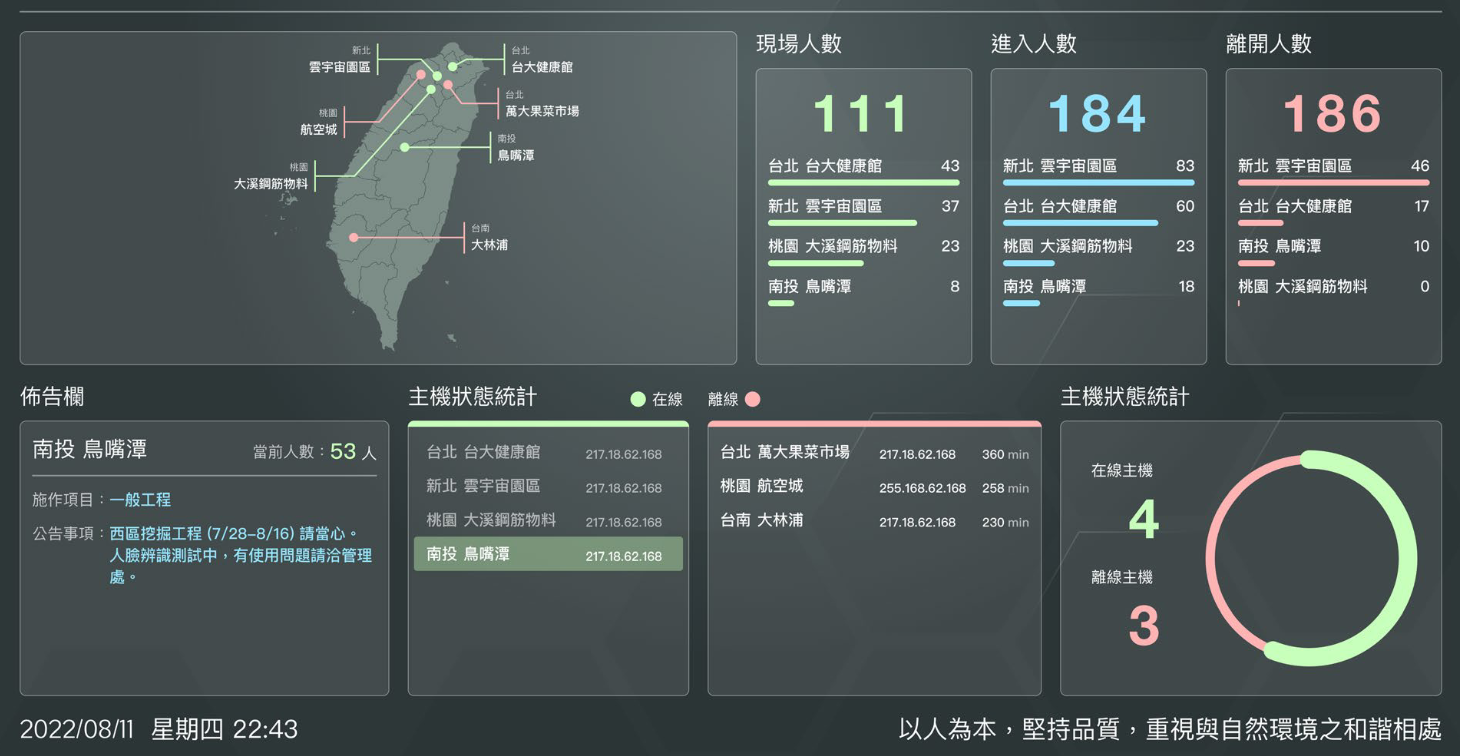 新北
雲宇宙園區
台北
台大健康館
台北
萬大果菜市場
桃園
航空城
南投
鳥嘴潭
桃園
大溪鋼筋物料
台南
大林浦
現場人數
111
台北 台大健康館 43
新北 雲宇宙園區 37
桃園 大溪鋼筋物料 23
南投 鳥嘴潭 8
進入人數
184
新北 雲宇宙園區 83
台北 台大健康館 60
桃園 大溪鋼筋物料 23
南投 鳥嘴潭 18
離開人數
186
新北 雲宇宙園區 46
台北 台大健康館 17
南投 鳥嘴潭 10
桃園 大溪鋼筋物料 0
佈告欄
南投 鳥嘴潭 當前人數：53 人
施作項目：一般工程
公告事項：西區挖掘工程 (7/28–8/16) 請當心。
人臉辨識測試中，有使用問題請洽管理
處。
主機狀態統計 在線 離線
台北 台大健康館 217.18.62.168
新北 雲宇宙園區 217.18.62.168
桃園 大溪鋼筋物料 217.18.62.168
南投 鳥嘴潭 217.18.62.168
台北 萬大果菜市場 217.18.62.168 360 min
桃園 航空城 255.168.62.168 258 min
台南 大林浦 217.18.62.168 230 min
主機狀態統計
在線主機
4
離線主機
3
2022/08/11 星期四 22:43
以人為本，堅持品質，重視與自然環境之和諧相處